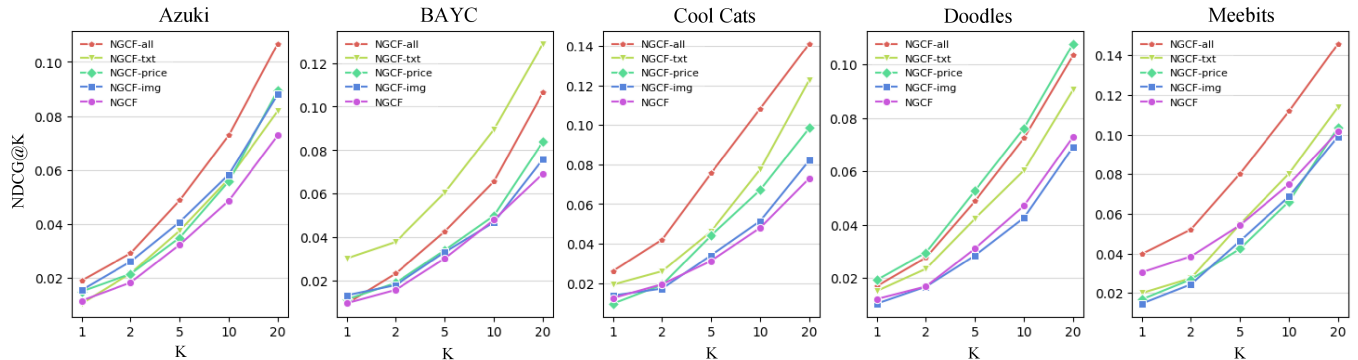 Azuki
BAYC
Cool Cats
Doodles
Meebits
NDCG@K
0.10
0.08
0.06
0.04
0.02
NGCF-all
NGCF-txt
NGCF-price
NGCF-img
NGCF
1 2 5 10 20
K
0.12
0.10
0.08
0.06
0.04
0.02
NGCF-all
NGCF-txt
NGCF-price
NGCF-img
NGCF
1 2 5 10 20
K
0.14
0.12
0.10
0.08
0.06
0.04
0.02
NGCF-all
NGCF-txt
NGCF-price
NGCF-img
NGCF
1 2 5 10 20
K
0.10
0.08
0.06
0.04
0.02
NGCF-all
NGCF-txt
NGCF-price
NGCF-img
NGCF
1 2 5 10 20
K
0.14
0.12
0.10
0.08
0.06
0.04
0.02
NGCF-all
NGCF-txt
NGCF-price
NGCF-img
NGCF
1 2 5 10 20
K